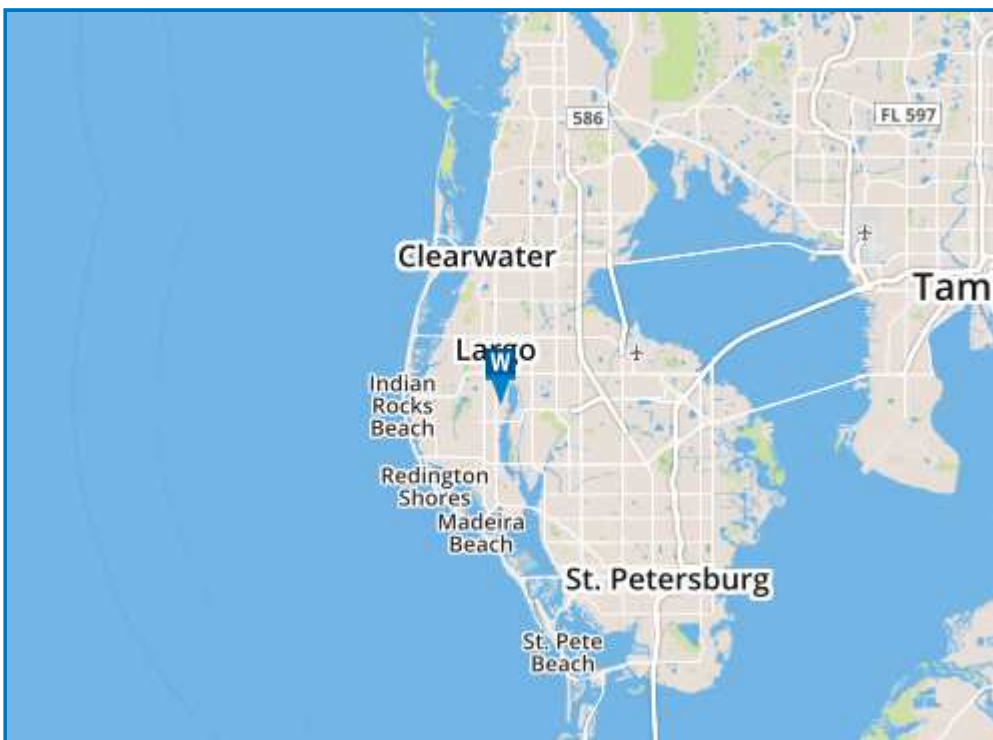 586
FL 597
Clearwater
Tam
Largo
W
Indian
Rocks
Beach
Redington
Shores
Madeira
Beach
St. Petersburg
St. Pete
Beach